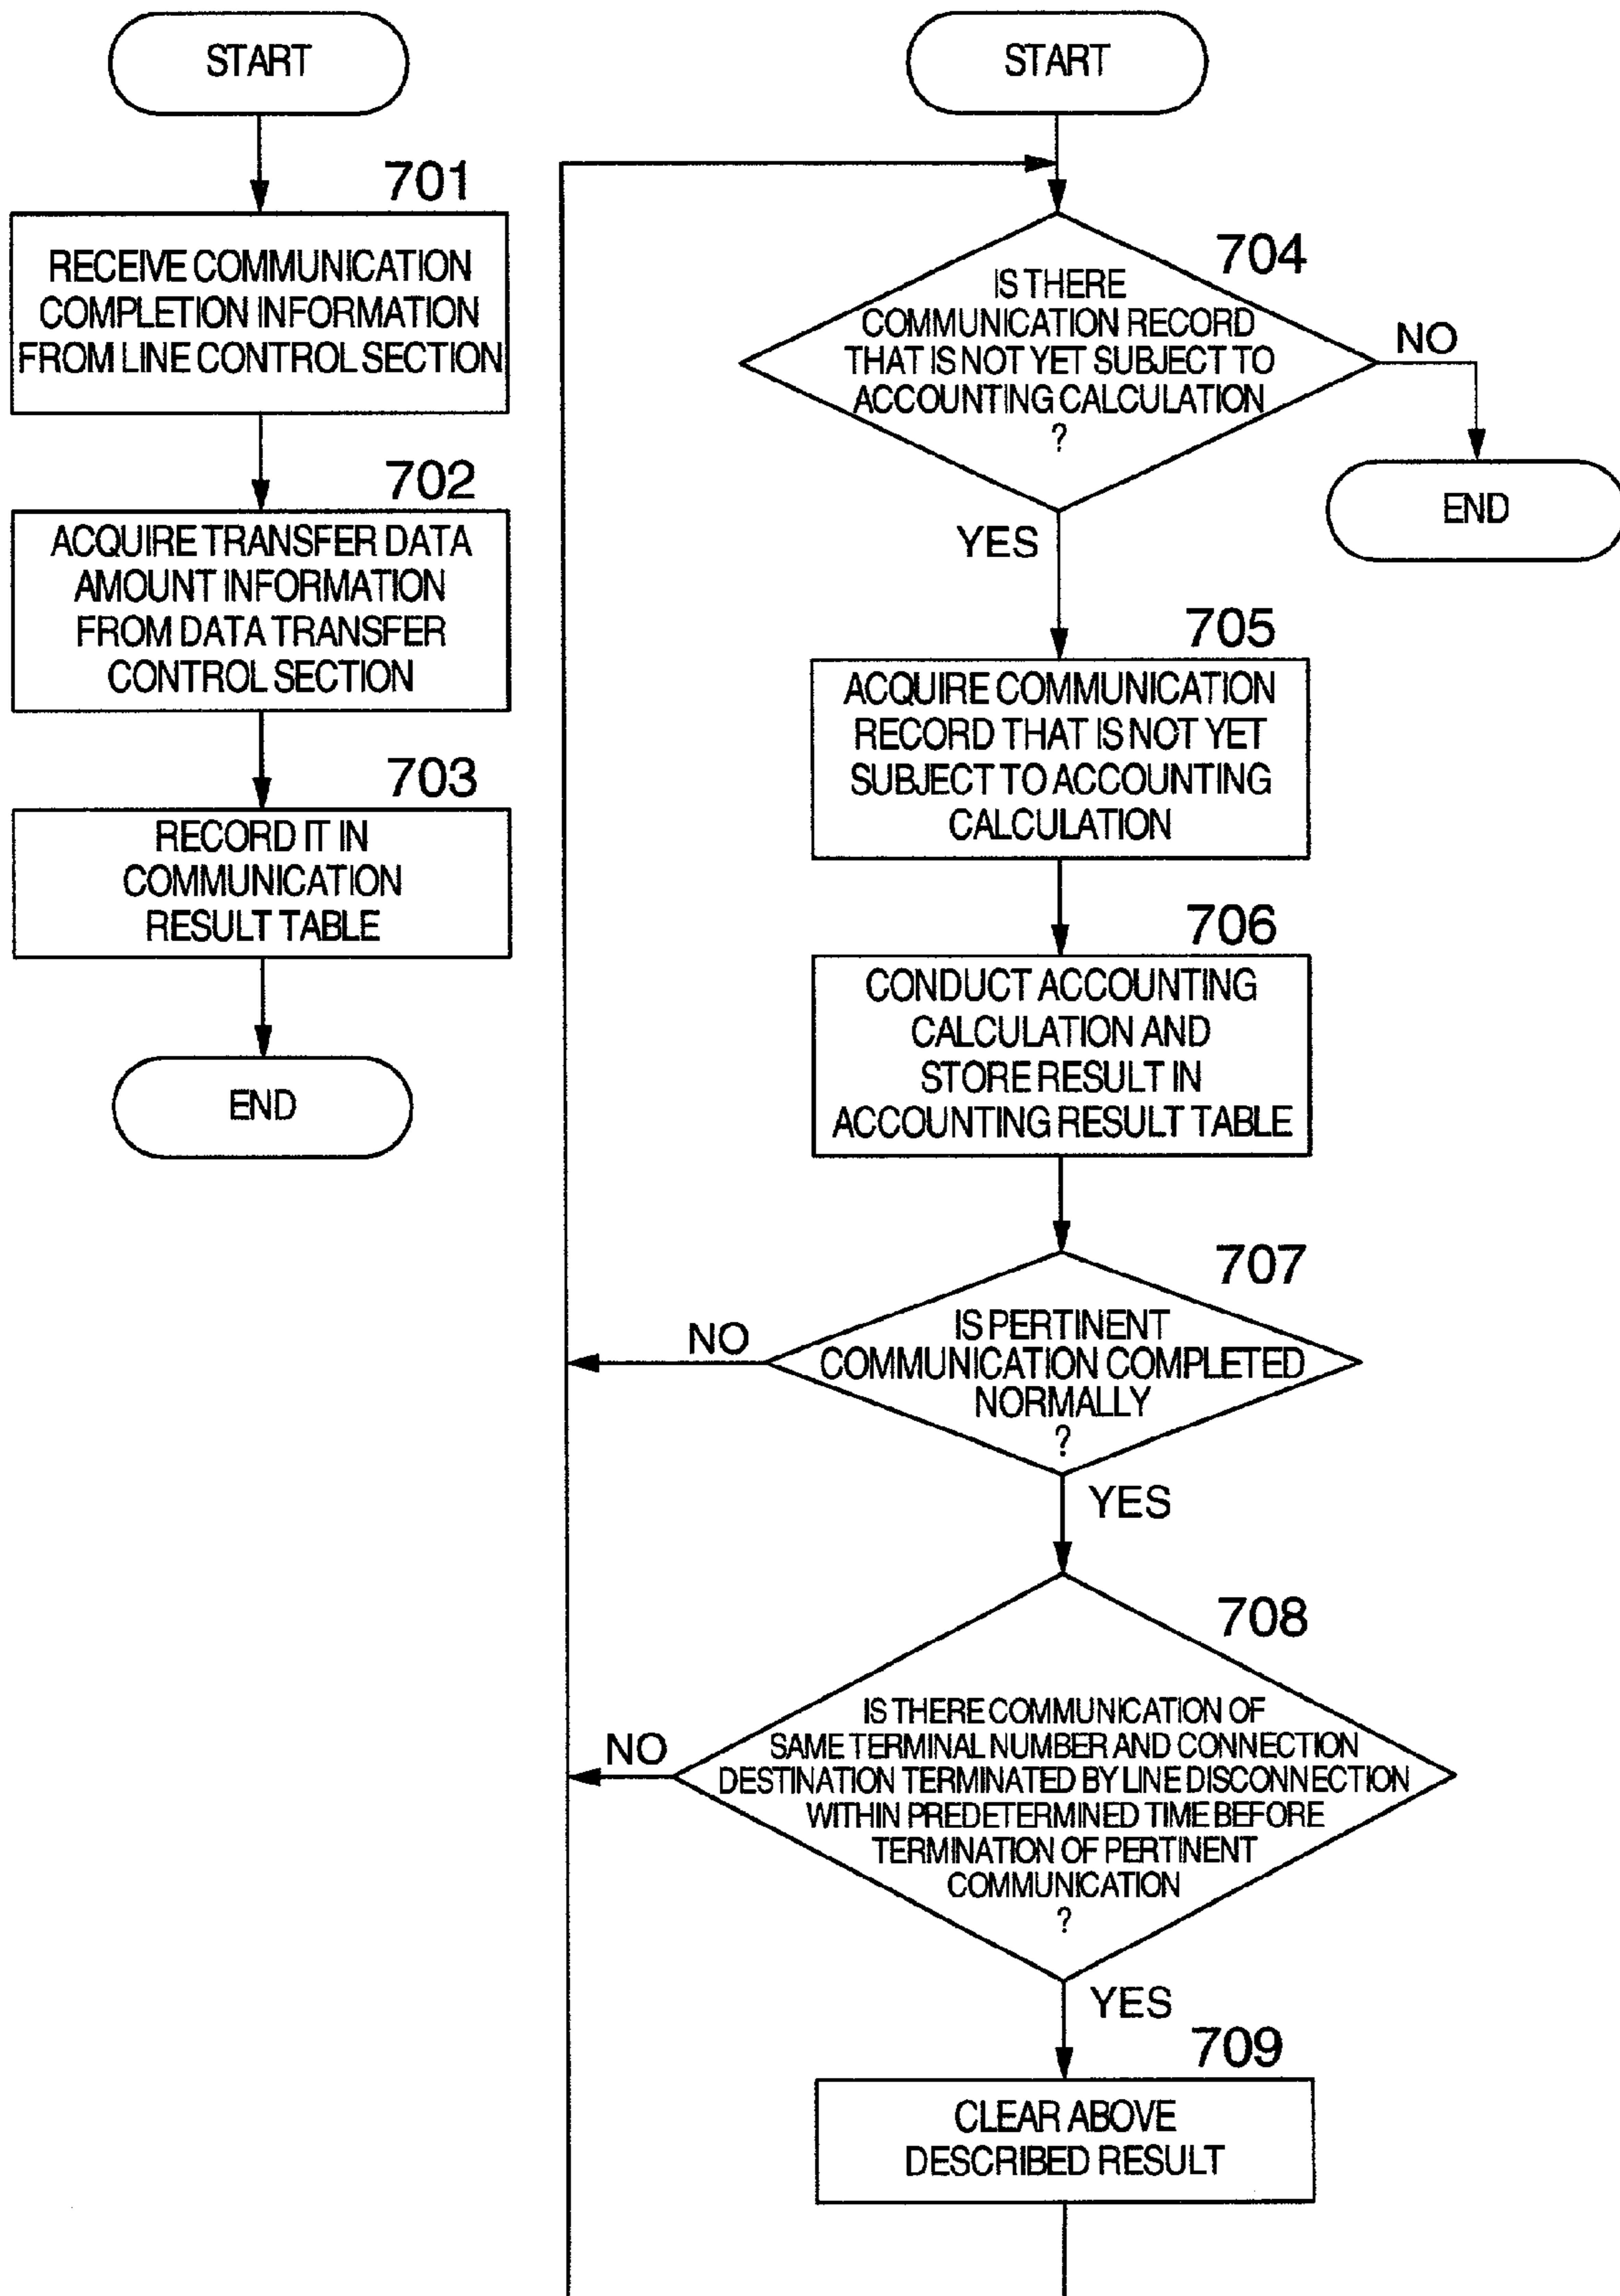 START
701
RECEIVE COMMUNICATION
COMPLETION INFORMATION
FROM LINE CONTROL SECTION
702
ACQUIRE TRANSFER DATA
AMOUNT INFORMATION
FROM DATA TRANSFER
CONTROL SECTION
703
RECORD IT IN
COMMUNICATION
RESULT TABLE
END
START
704
IS THERE
COMMUNICATION RECORD
THAT IS NOT YET SUBJECT TO
ACCOUNTING CALCULATION
?
NO
END
YES
705
ACQUIRE COMMUNICATION
RECORD THAT IS NOT YET
SUBJECT TO ACCOUNTING
CALCULATION
706
CONDUCT ACCOUNTING
CALCULATION AND
STORE RESULT IN
ACCOUNTING RESULT TABLE
707
IS PERTINENT
COMMUNICATION COMPLETED
NORMALLY
?
NO
YES
708
IS THERE COMMUNICATION OF
SAME TERMINAL NUMBER AND CONNECTION
DESTINATION TERMINATED BY LINE DISCONNECTION
WITHIN PREDETERMINED TIME BEFORE
TERMINATION OF PERTINENT
COMMUNICATION
?
NO
YES
709
CLEAR ABOVE
DESCRIBED RESULT